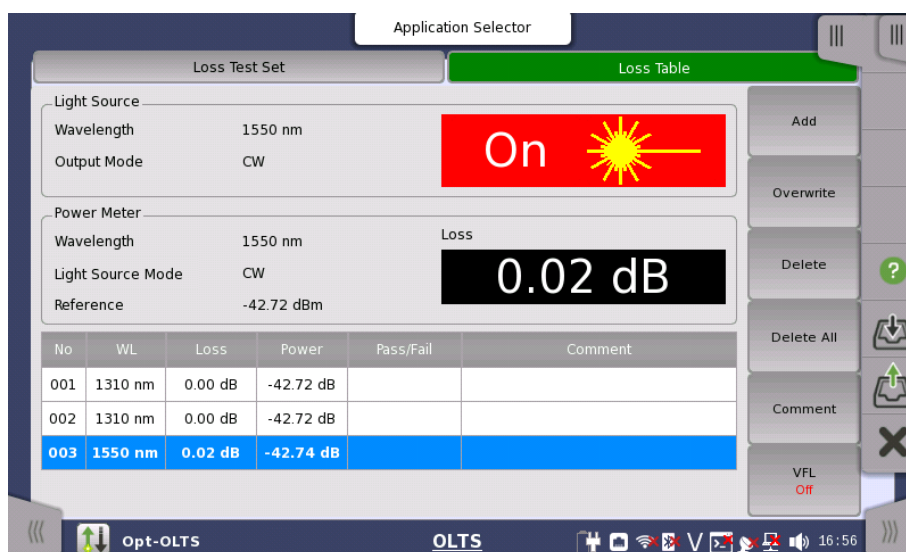 Application Selector
Loss Test Set Loss Table
Light Source
Wavelength 1550 nm
Output Mode CW
On
Power Meter
Wavelength 1550 nm
Light Source Mode CW
Reference -42.72 dBm
Loss
0.02 dB
No WL Loss Power Pass/Fail Comment
001 1310 nm 0.00 dB -42.72 dB
002 1310 nm 0.00 dB -42.72 dB
003 1550 nm 0.02 dB -42.74 dB
Add
Overwrite
Delete
Delete All
Comment
VFL
Off
?
Opt-OLTS OLTS V 16:56